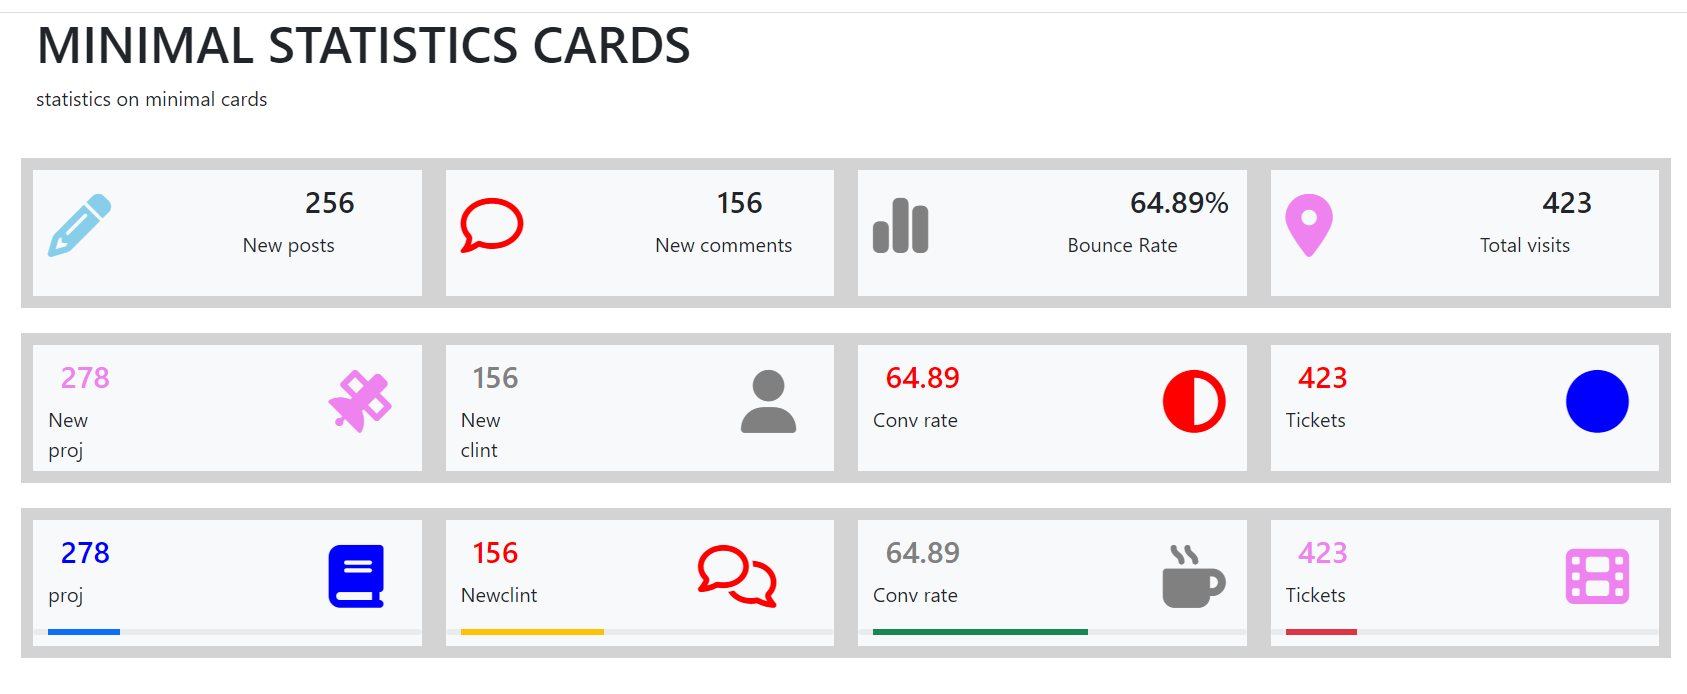 MINIMAL STATISTICS CARDS
statistics on minimal cards
256
New posts
156
New comments
64.89%
Bounce Rate
423
Total visits
278
New
proj
156
New
clint
64.89
Conv rate
423
Tickets
278
proj
156
Newclint
64.89
Conv rate
423
Tickets